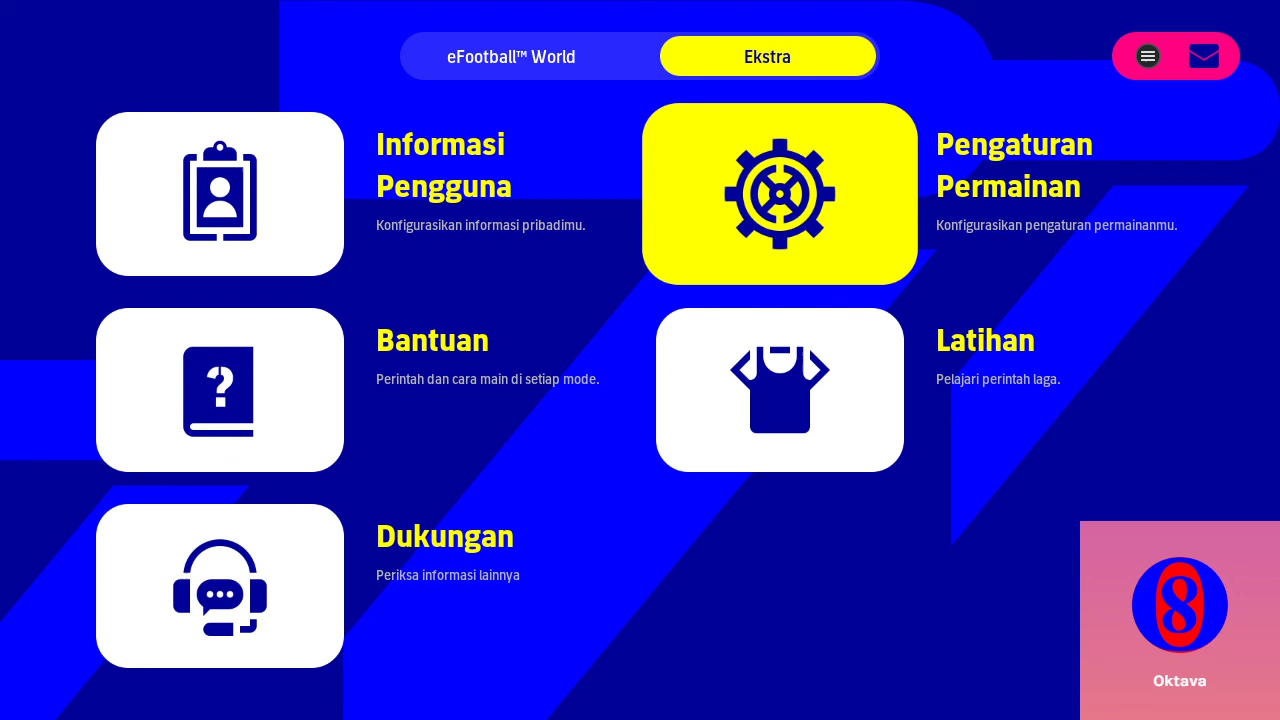 eFootball™ World
Ekstra
Informasi
Pengguna
Konfigurasikan informasi pribadimu.
Pengaturan
Permainan
Konfigurasikan pengaturan permainanmu.
Bantuan
Perintah dan cara main di setiap mode.
Latihan
Pelajari perintah laga.
Dukungan
Periksa informasi lainnya
?
8
Oktava